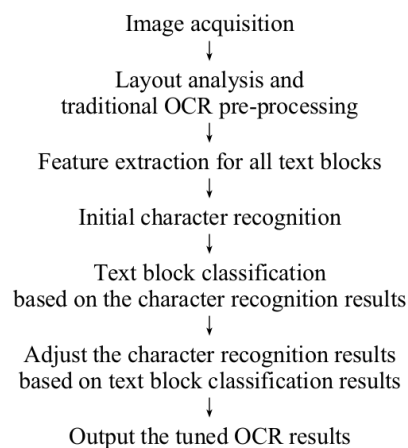 Image acquisition
↓
Layout analysis and
traditional OCR pre-processing
↓
Feature extraction for all text blocks
↓
Initial character recognition
↓
Text block classification
based on the character recognition results
↓
Adjust the character recognition results
based on text block classification results
↓
Output the tuned OCR results